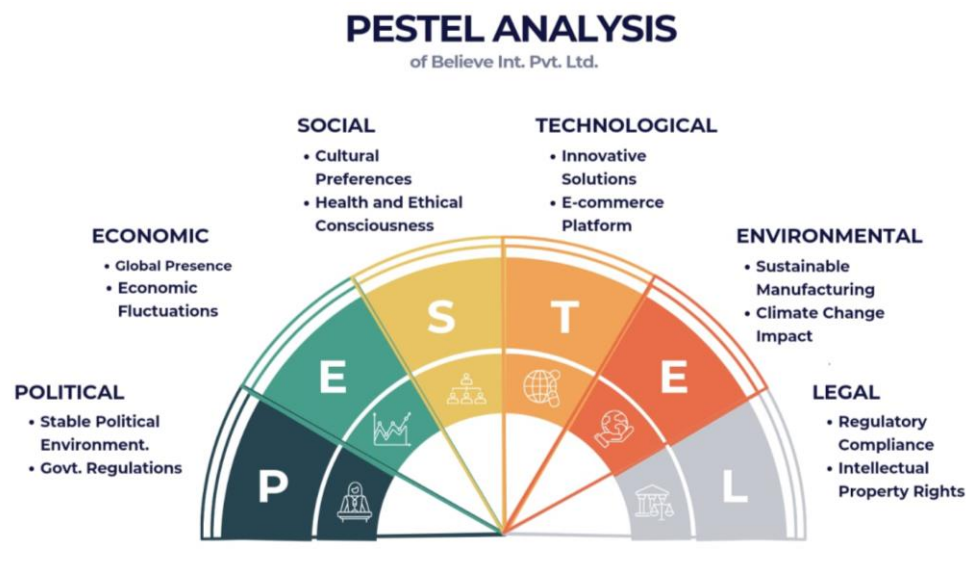 PESTEL ANALYSIS
of Believe Int. Pvt. Ltd.
SOCIAL
• Cultural
Preferences
• Health and Ethical
Consciousness
TECHNOLOGICAL
• Innovative
Solutions
• E-commerce
Platform
ECONOMIC
• Global Presence
• Economic
Fluctuations
ENVIRONMENTAL
• Sustainable
Manufacturing
• Climate Change
Impact
POLITICAL
• Stable Political
Environment.
• Govt. Regulations
LEGAL
• Regulatory
Compliance
• Intellectual
Property Rights
P
E
S
T
E
L